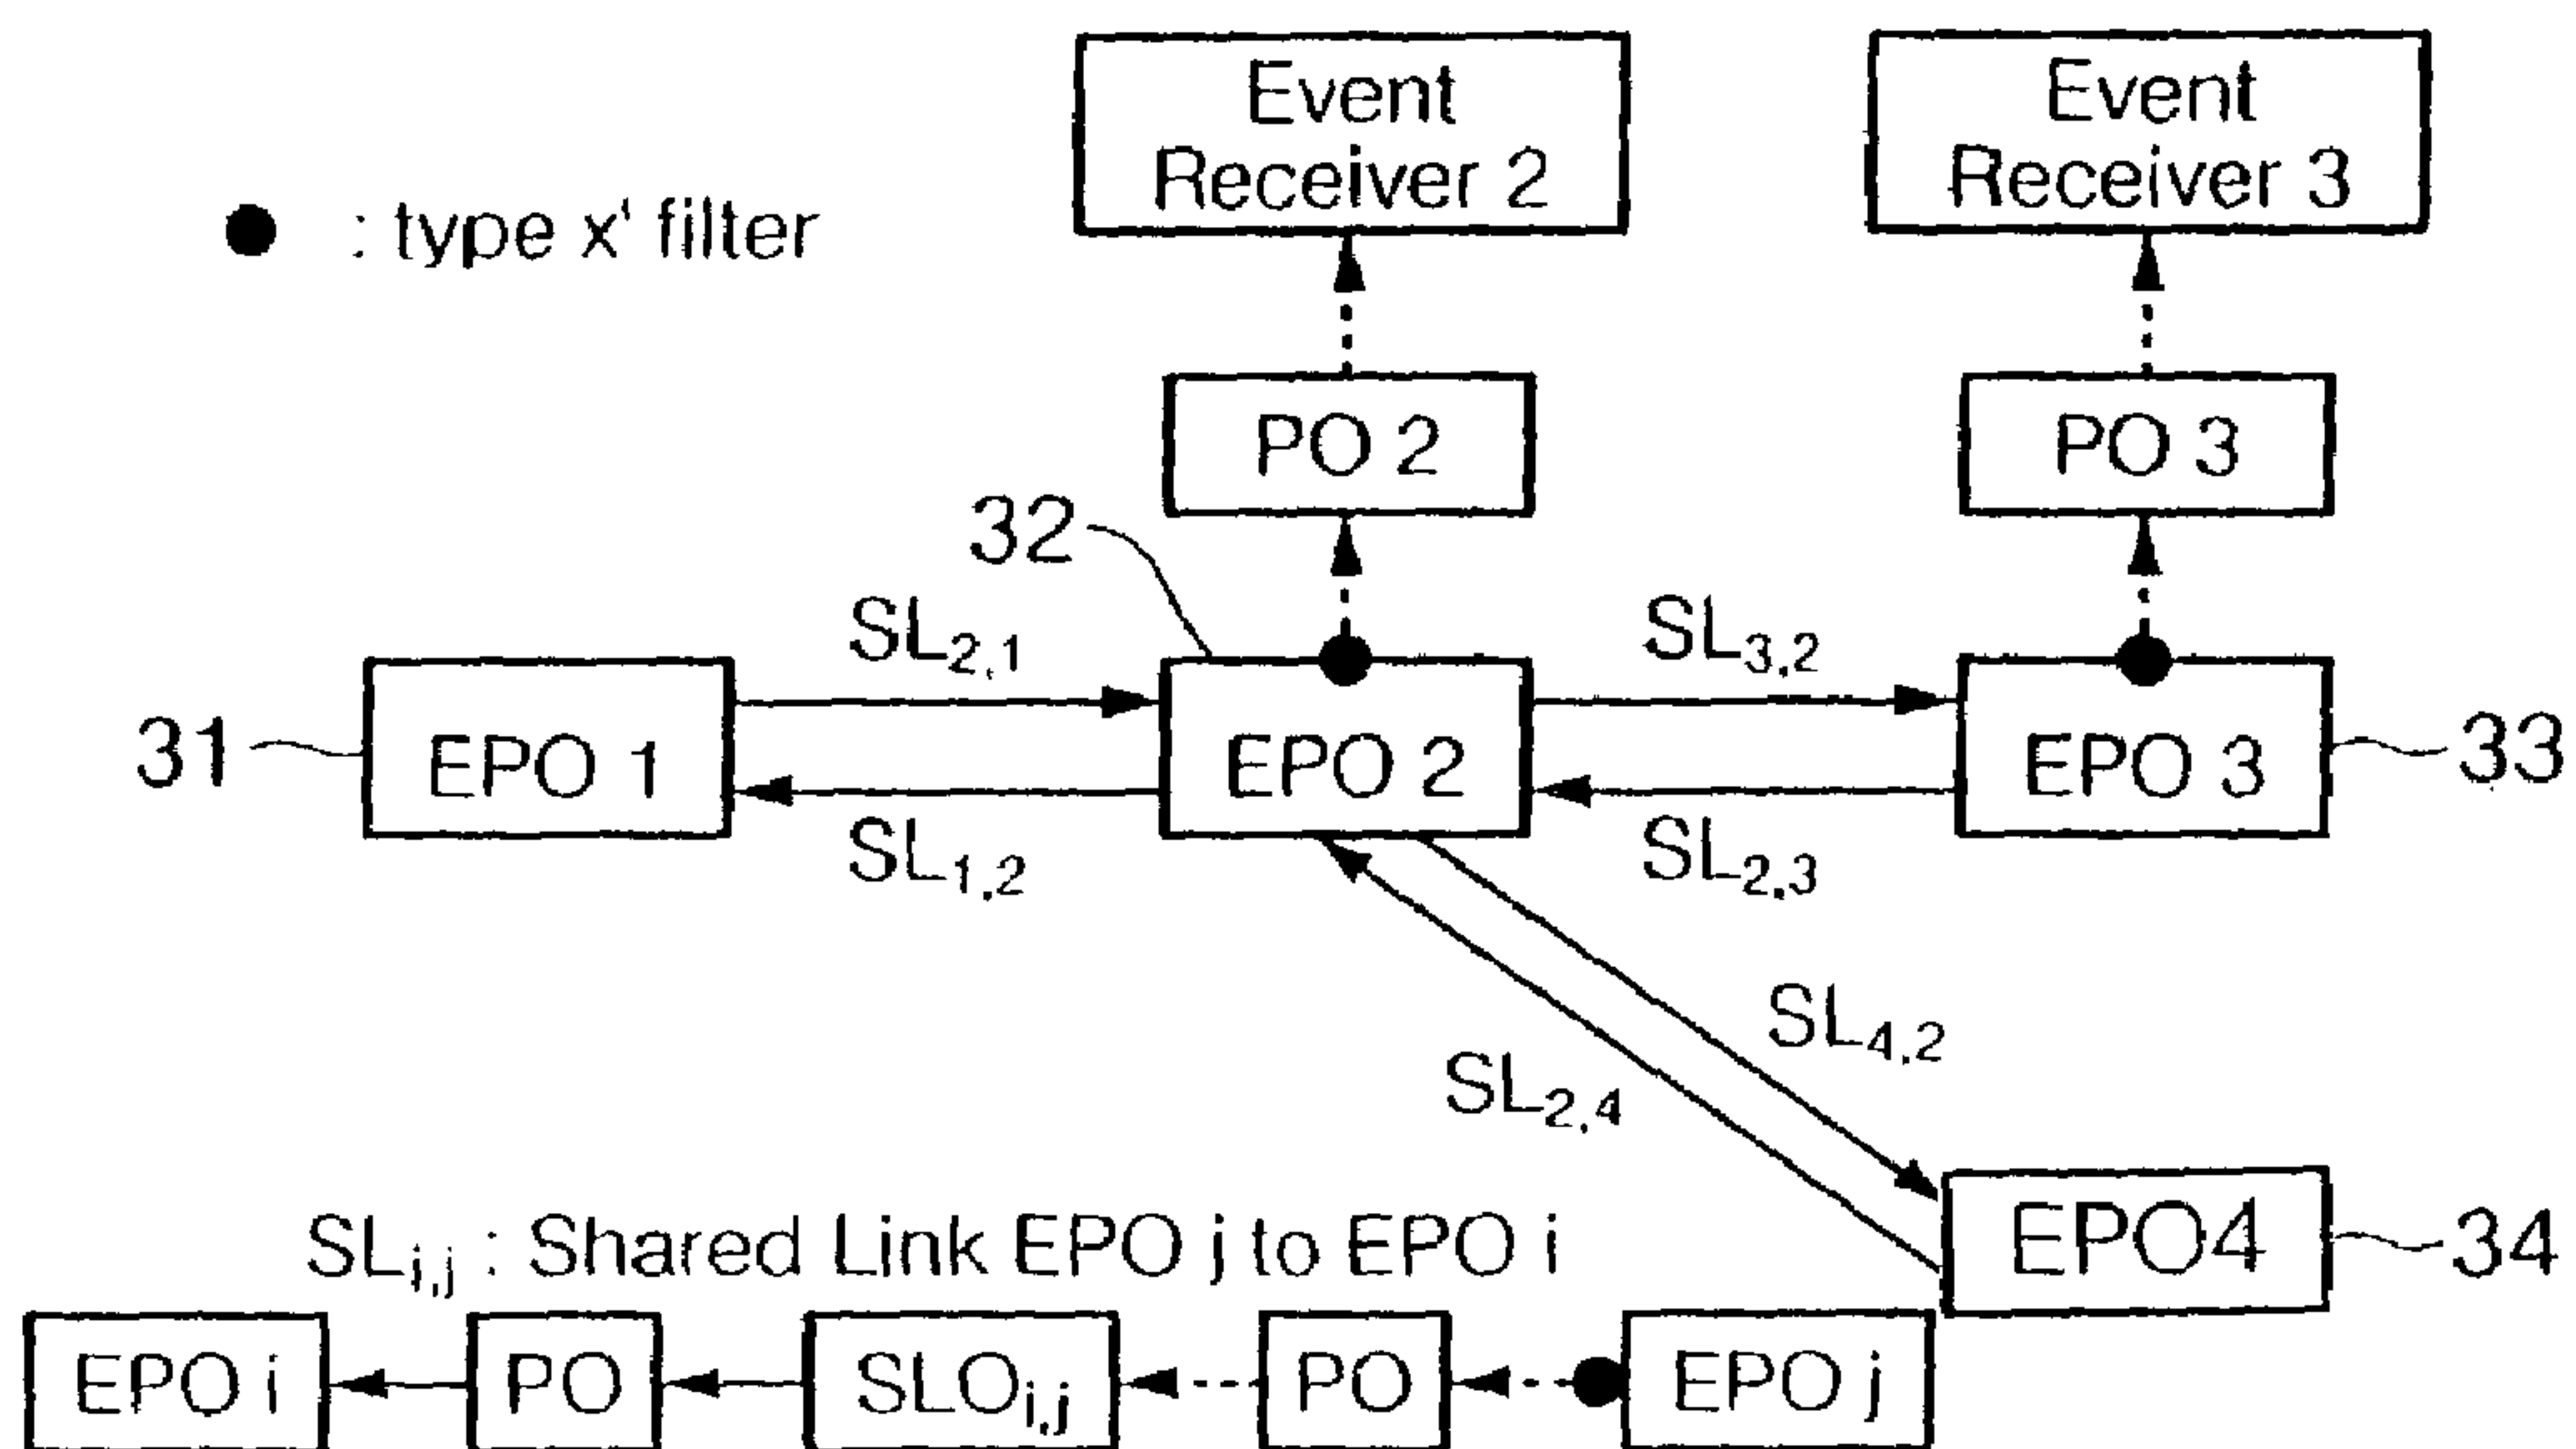 Event
Receiver 2
Event
Receiver 3
● : type x' filter
PO 2
PO 3
32
SL2,1
SL3,2
31
EPO 1
EPO 2
EPO 3
33
SL1,2
SL2,3
SL4,2
SL2,4
EPO4
34
SLi,j : Shared Link EPO j to EPO i
EPO i
PO
SLOi,j
PO
EPO j